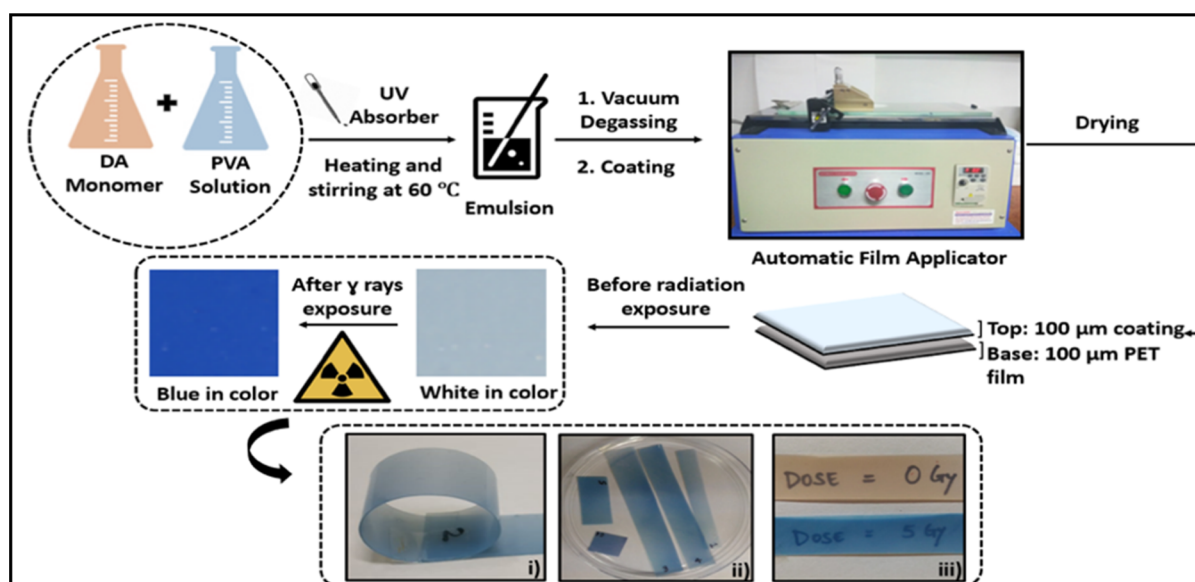 DA
Monomer
+
PVA
Solution
UV
Absorber
Heating and
stirring at 60 ℃
Emulsion
1. Vacuum
Degassing
2. Coating
Automatic Film Applicator
Drying
Top: 100 μm coating
Base: 100 μm PET
film
Before radiation
exposure
White in color
After ɣ rays
exposure
Blue in color
i)
ii)
DOSE = 0 Gy
DOSE = 5 Gy
iii)